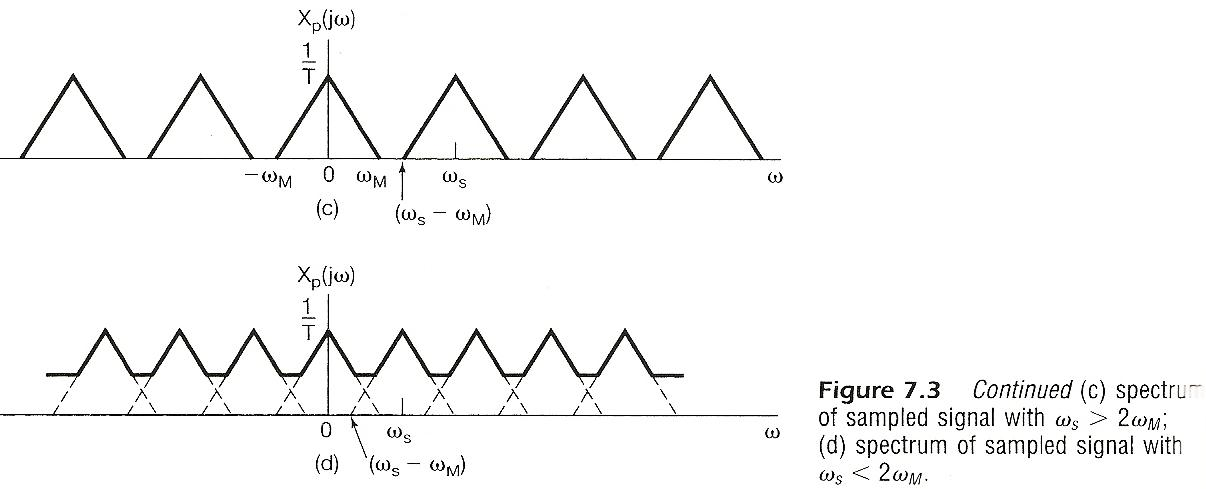 Xp(jω)
1
T
−ωM 0 ωM ωs ω
(c) (ωs − ωM)
Xp(jω)
1
T
0 ωs ω
(d) (ωs − ωM)
Figure 7.3 Continued (c) spectrum
of sampled signal with ωs > 2ωM;
(d) spectrum of sampled signal with
ωs < 2ωM.